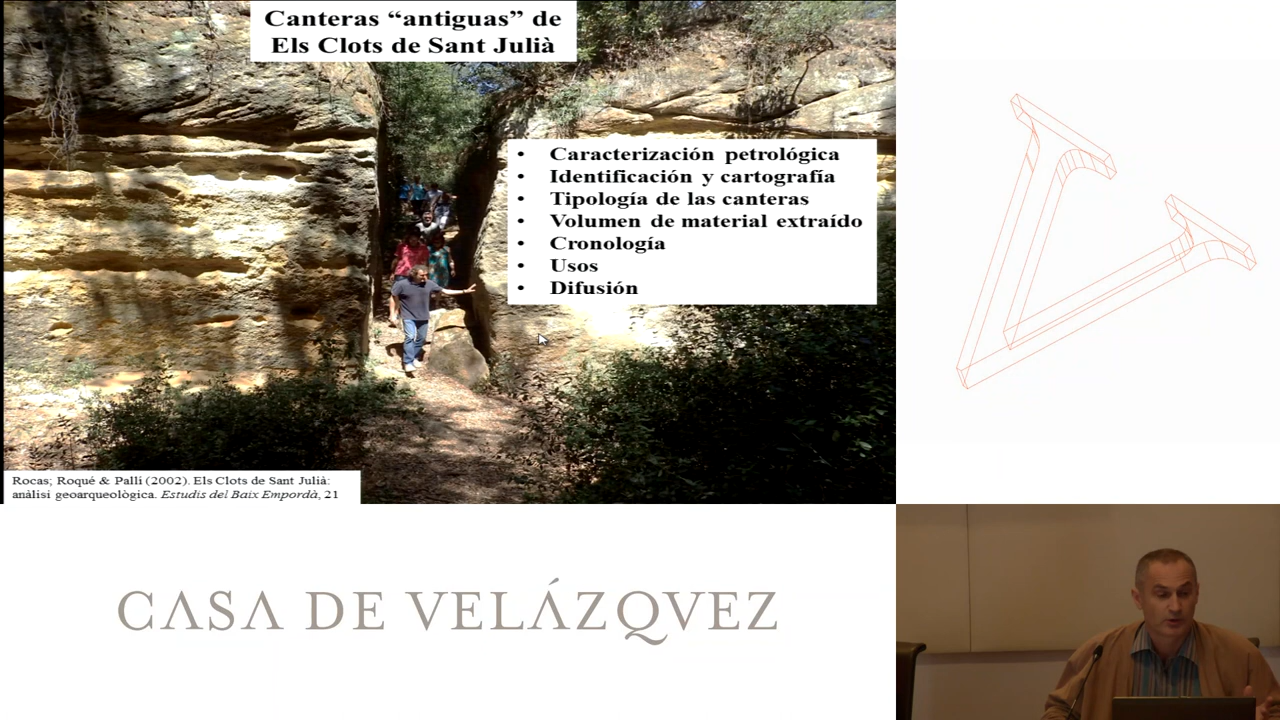 Canteras “antiguas” de
Els Clots de Sant Julià
• Caracterización petrológica
• Identificación y cartografía
• Tipología de las canteras
• Volumen de material extraído
• Cronología
• Usos
• Difusión
Rocas; Roqué & Pallí (2002). Els Clots de Sant Julià:
anàlisi geoarqueològica. Estudis del Baix Empordà, 21
CASA DE VELÁZQVEZ